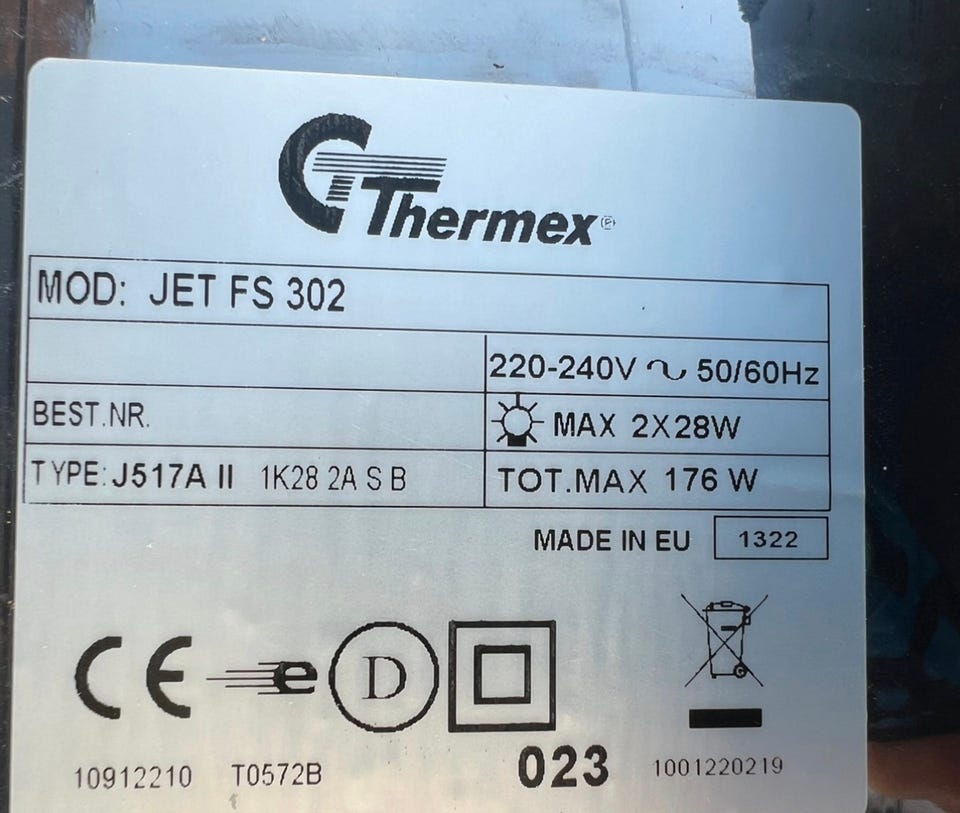 Thermex®
MOD: JET FS 302
220-240V ~ 50/60Hz
BEST.NR.
MAX 2X28W
TYPE: J517A II 1K28 2A S B
TOT.MAX 176 W
MADE IN EU 1322
CE e D
10912210 T0572B 023 1001220219